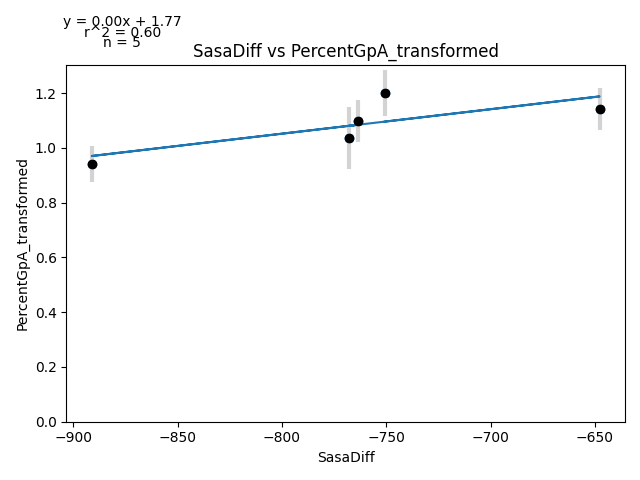 y = 0.00x + 1.77
r^2 = 0.60
n = 5
SasaDiff vs PercentGpA_transformed
PercentGpA_transformed
1.2
1.0
0.8
0.6
0.4
0.2
0.0
−900
−850
−800
−750
−700
−650
SasaDiff